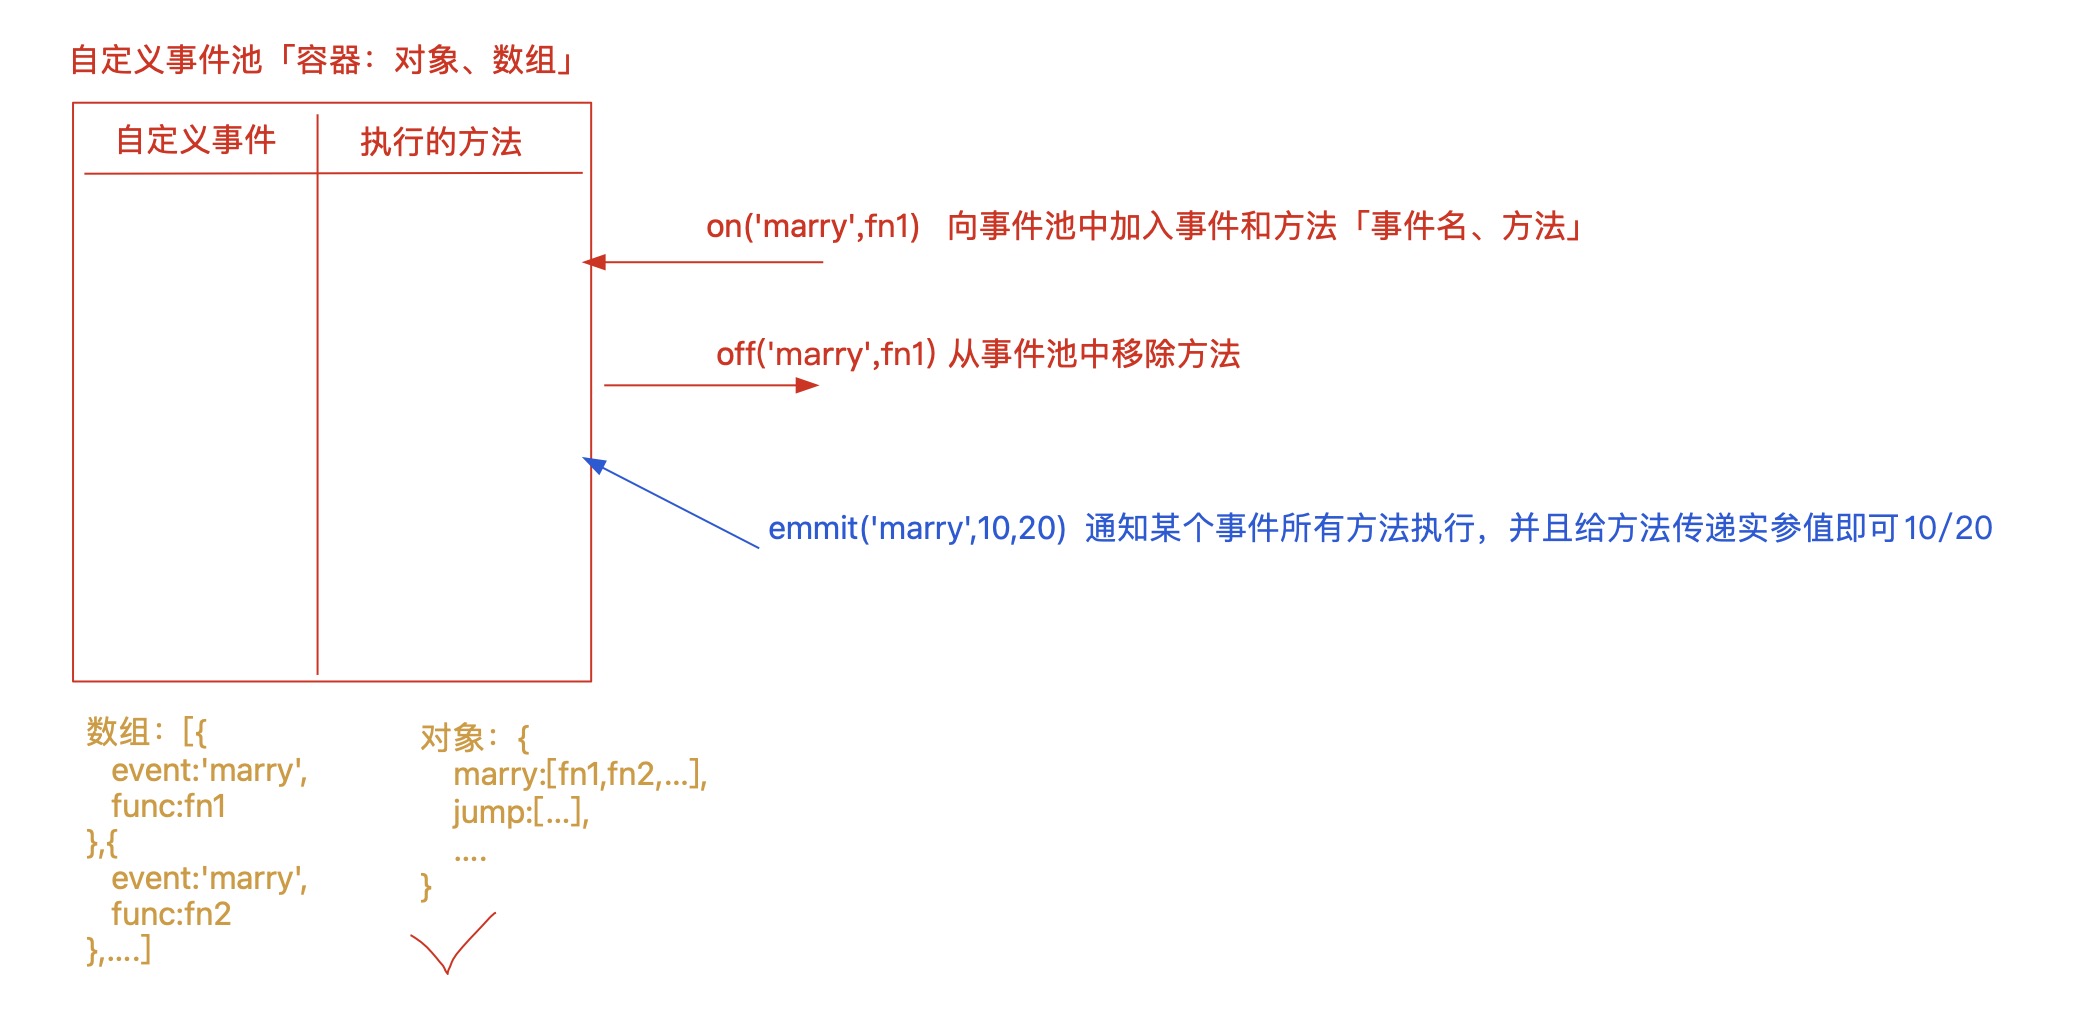 自定义事件池「容器：对象、数组」
自定义事件
执行的方法
on('marry',fn1) 向事件池中加入事件和方法「事件名、方法」
off('marry',fn1) 从事件池中移除方法
emmit('marry',10,20) 通知某个事件所有方法执行，并且给方法传递实参值即可10/20
数组：[{
event:'marry',
func:fn1
},{
event:'marry',
func:fn2
},....]
对象：{
marry:[fn1,fn2,...],
jump:[...],
....
}